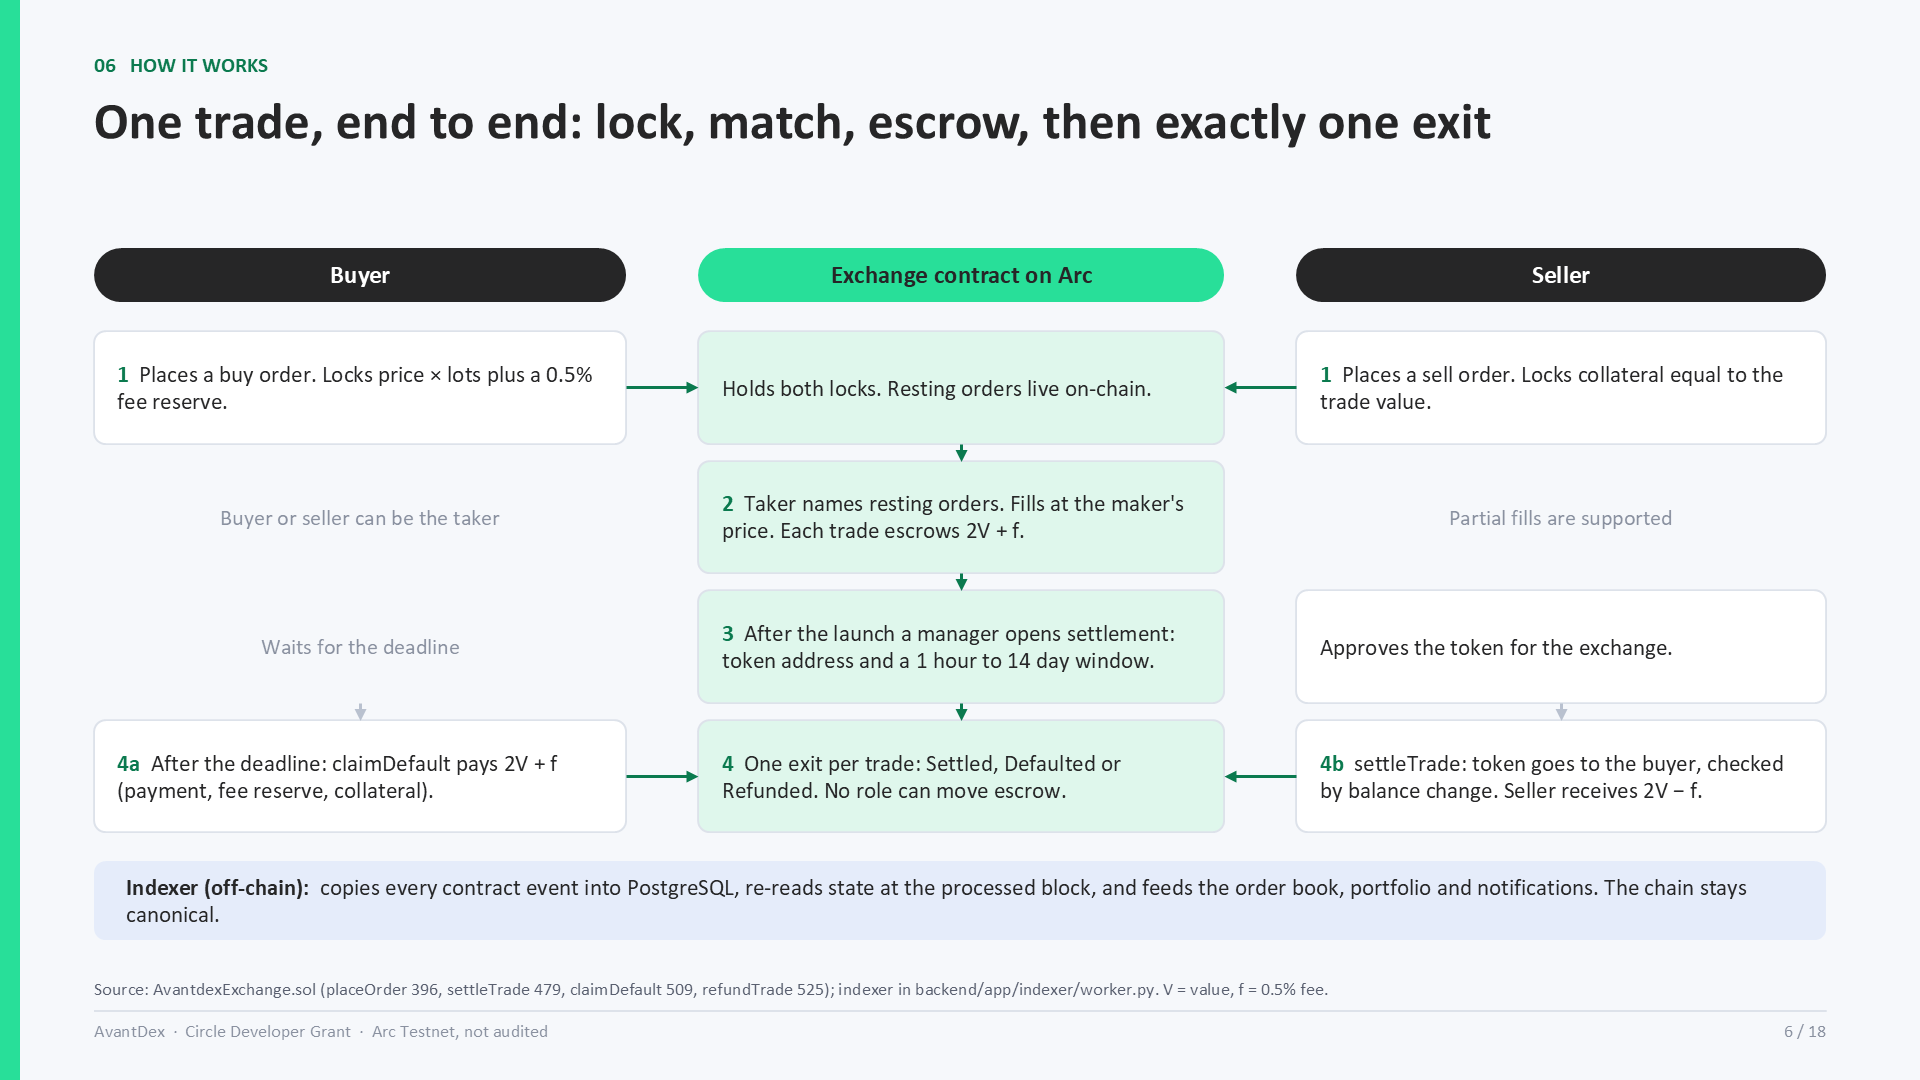 06 HOW IT WORKS
One trade, end to end: lock, match, escrow, then exactly one exit
Buyer
Exchange contract on Arc
Seller
1 Places a buy order. Locks price × lots plus a 0.5%
fee reserve.
Holds both locks. Resting orders live on-chain.
1 Places a sell order. Locks collateral equal to the
trade value.
Buyer or seller can be the taker
2 Taker names resting orders. Fills at the maker's
price. Each trade escrows 2V + f.
Partial fills are supported
Waits for the deadline
3 After the launch a manager opens settlement:
token address and a 1 hour to 14 day window.
Approves the token for the exchange.
4a After the deadline: claimDefault pays 2V + f
(payment, fee reserve, collateral).
4 One exit per trade: Settled, Defaulted or
Refunded. No role can move escrow.
4b settleTrade: token goes to the buyer, checked
by balance change. Seller receives 2V − f.
Indexer (off-chain): copies every contract event into PostgreSQL, re-reads state at the processed block, and feeds the order book, portfolio and notifications. The chain stays
canonical.
Source: AvantdexExchange.sol (placeOrder 396, settleTrade 479, claimDefault 509, refundTrade 525); indexer in backend/app/indexer/worker.py. V = value, f = 0.5% fee.
AvantDex · Circle Developer Grant · Arc Testnet, not audited
6 / 18